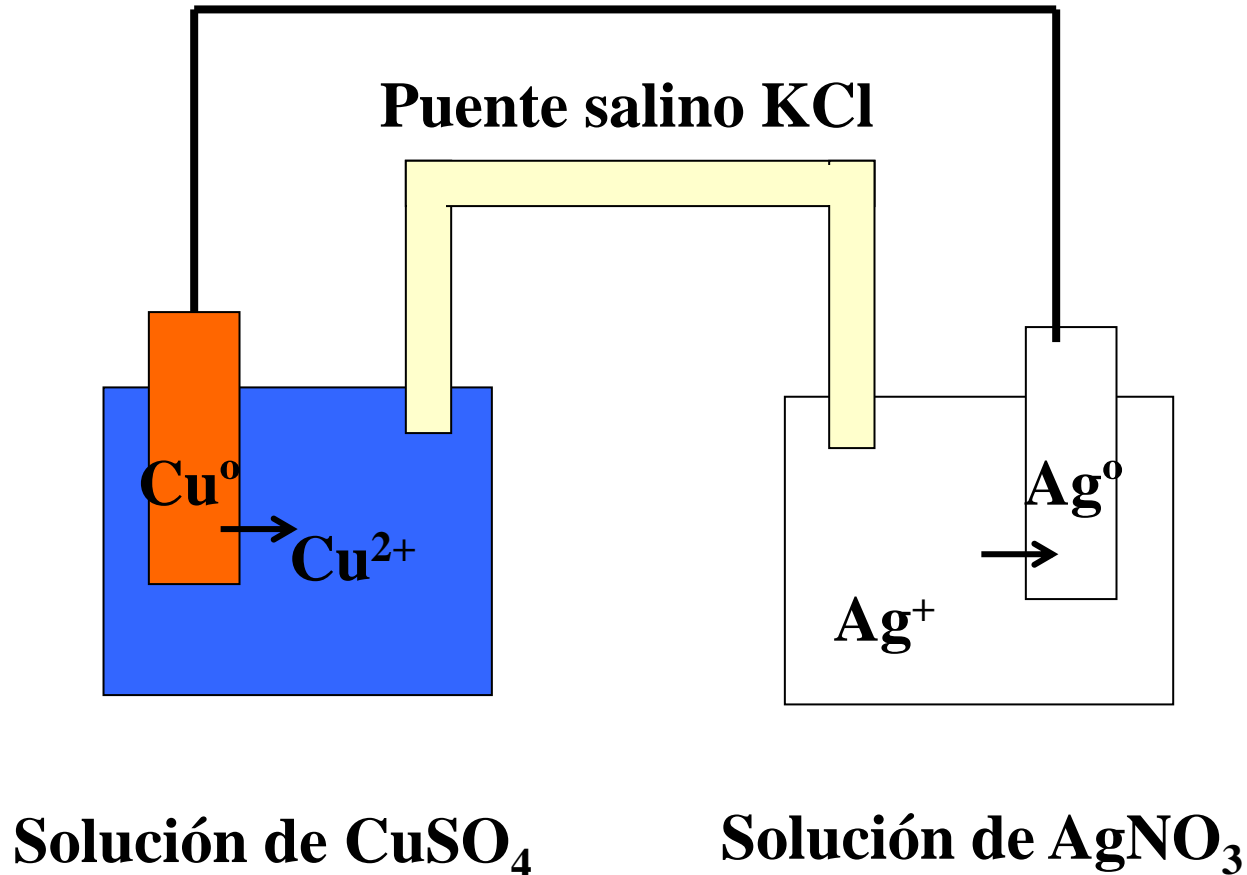 Puente salino KCl
Cuº
Agº
Cu²⁺
Ag⁺
Solución de CuSO₄
Solución de AgNO₃